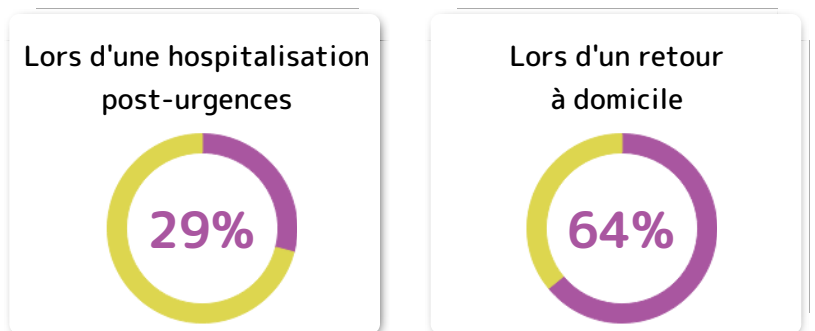 Lors d'une hospitalisation
post-urgences
29%
Lors d'un retour
à domicile
64%